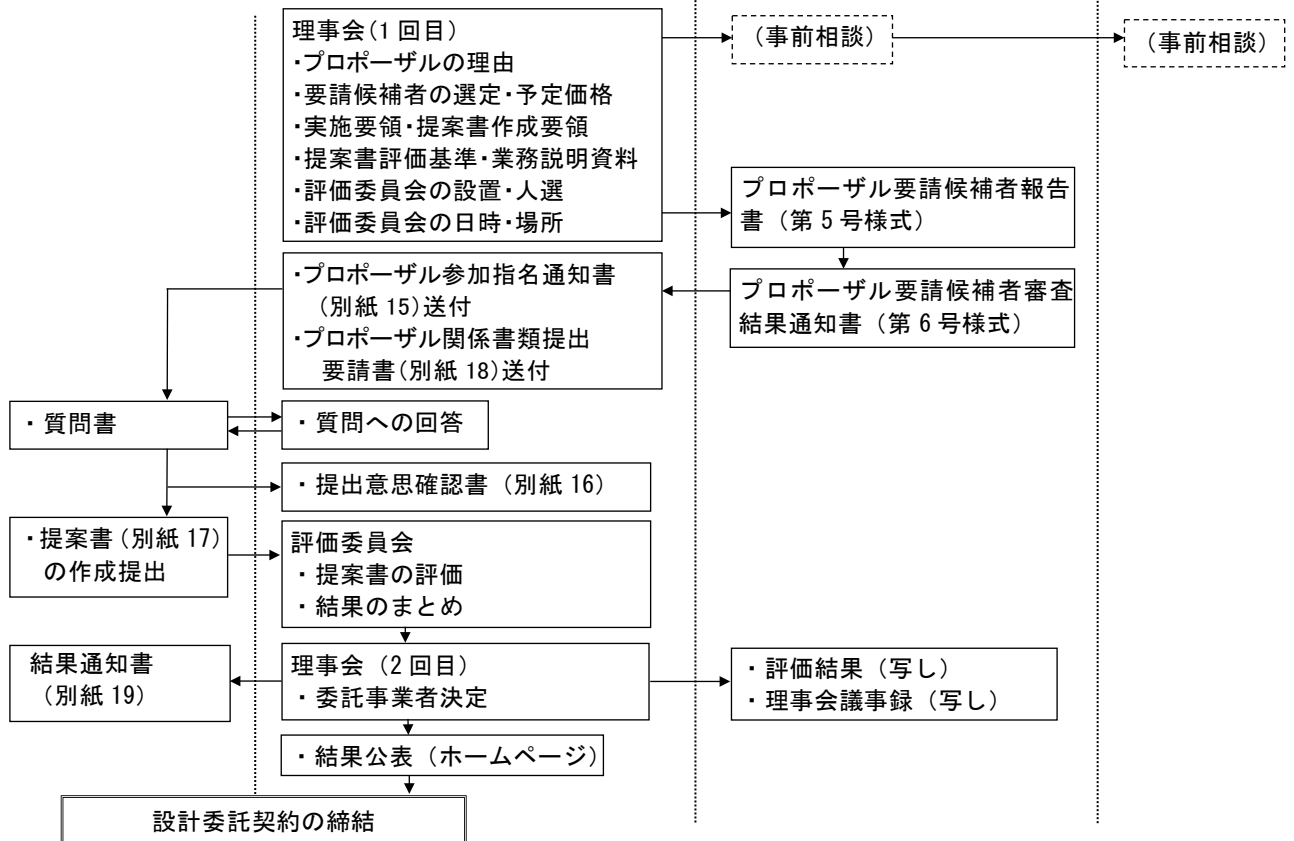 理事会(1回目)
・プロポーザルの理由
・要請候補者の選定・予定価格
・実施要領・提案書作成要領
・提案書評価基準・業務説明資料
・評価委員会の設置・人選
・評価委員会の日時・場所
（事前相談）
（事前相談）
プロポーザル要請候補者報告
書（第5号様式）
・プロポーザル参加指名通知書
(別紙15)送付
・プロポーザル関係書類提出
要請書(別紙18)送付
プロポーザル要請候補者審査
結果通知書（第6号様式）
・質問書
・質問への回答
・提出意思確認書（別紙16）
・提案書(別紙17)
の作成提出
評価委員会
・提案書の評価
・結果のまとめ
結果通知書
（別紙19）
理事会（2回目）
・委託事業者決定
・評価結果（写し）
・理事会議事録（写し）
・結果公表（ホームページ）
設計委託契約の締結